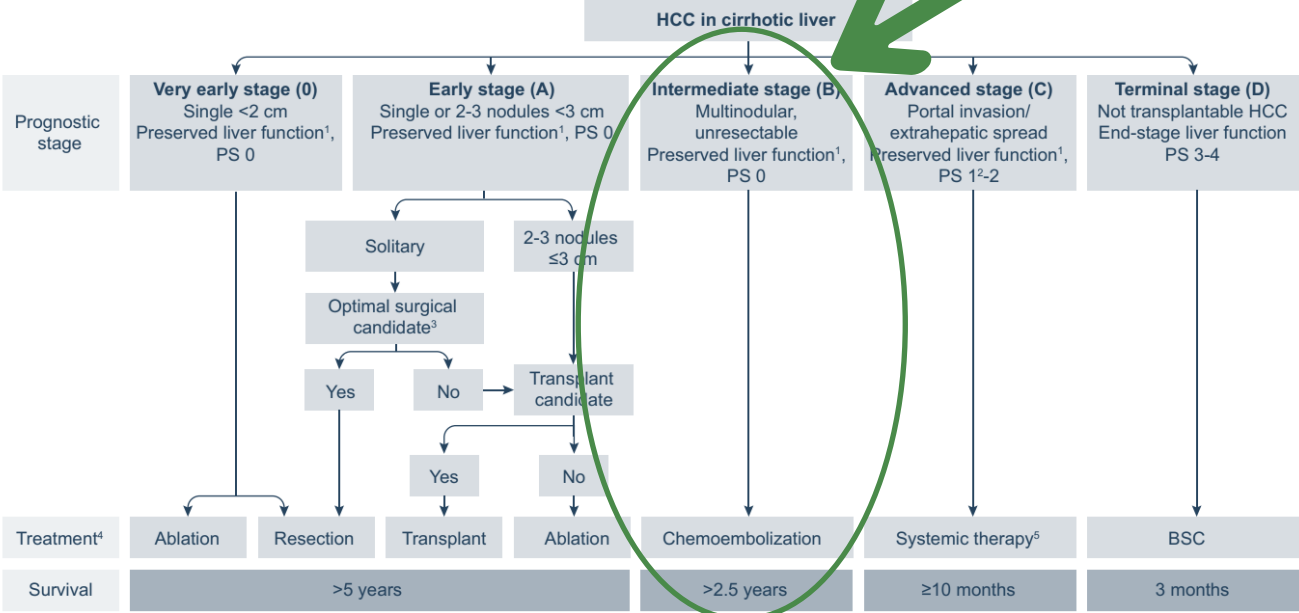 HCC in cirrhotic liver
Prognostic
stage
Very early stage (0)
Single <2 cm
Preserved liver function¹,
PS 0
Early stage (A)
Single or 2-3 nodules <3 cm
Preserved liver function¹, PS 0
Intermediate stage (B)
Multinodular,
unresectable
Preserved liver function¹,
PS 0
Advanced stage (C)
Portal invasion/
extrahepatic spread
Preserved liver function¹,
PS 1²-2
Terminal stage (D)
Not transplantable HCC
End-stage liver function
PS 3-4
Solitary
2-3 nodules
≤3 cm
Optimal surgical
candidate³
Yes
No
Transplant
candidate
Yes
No
Treatment⁴
Ablation
Resection
Transplant
Ablation
Chemoembolization
Systemic therapy⁵
BSC
Survival
>5 years
>2.5 years
≥10 months
3 months